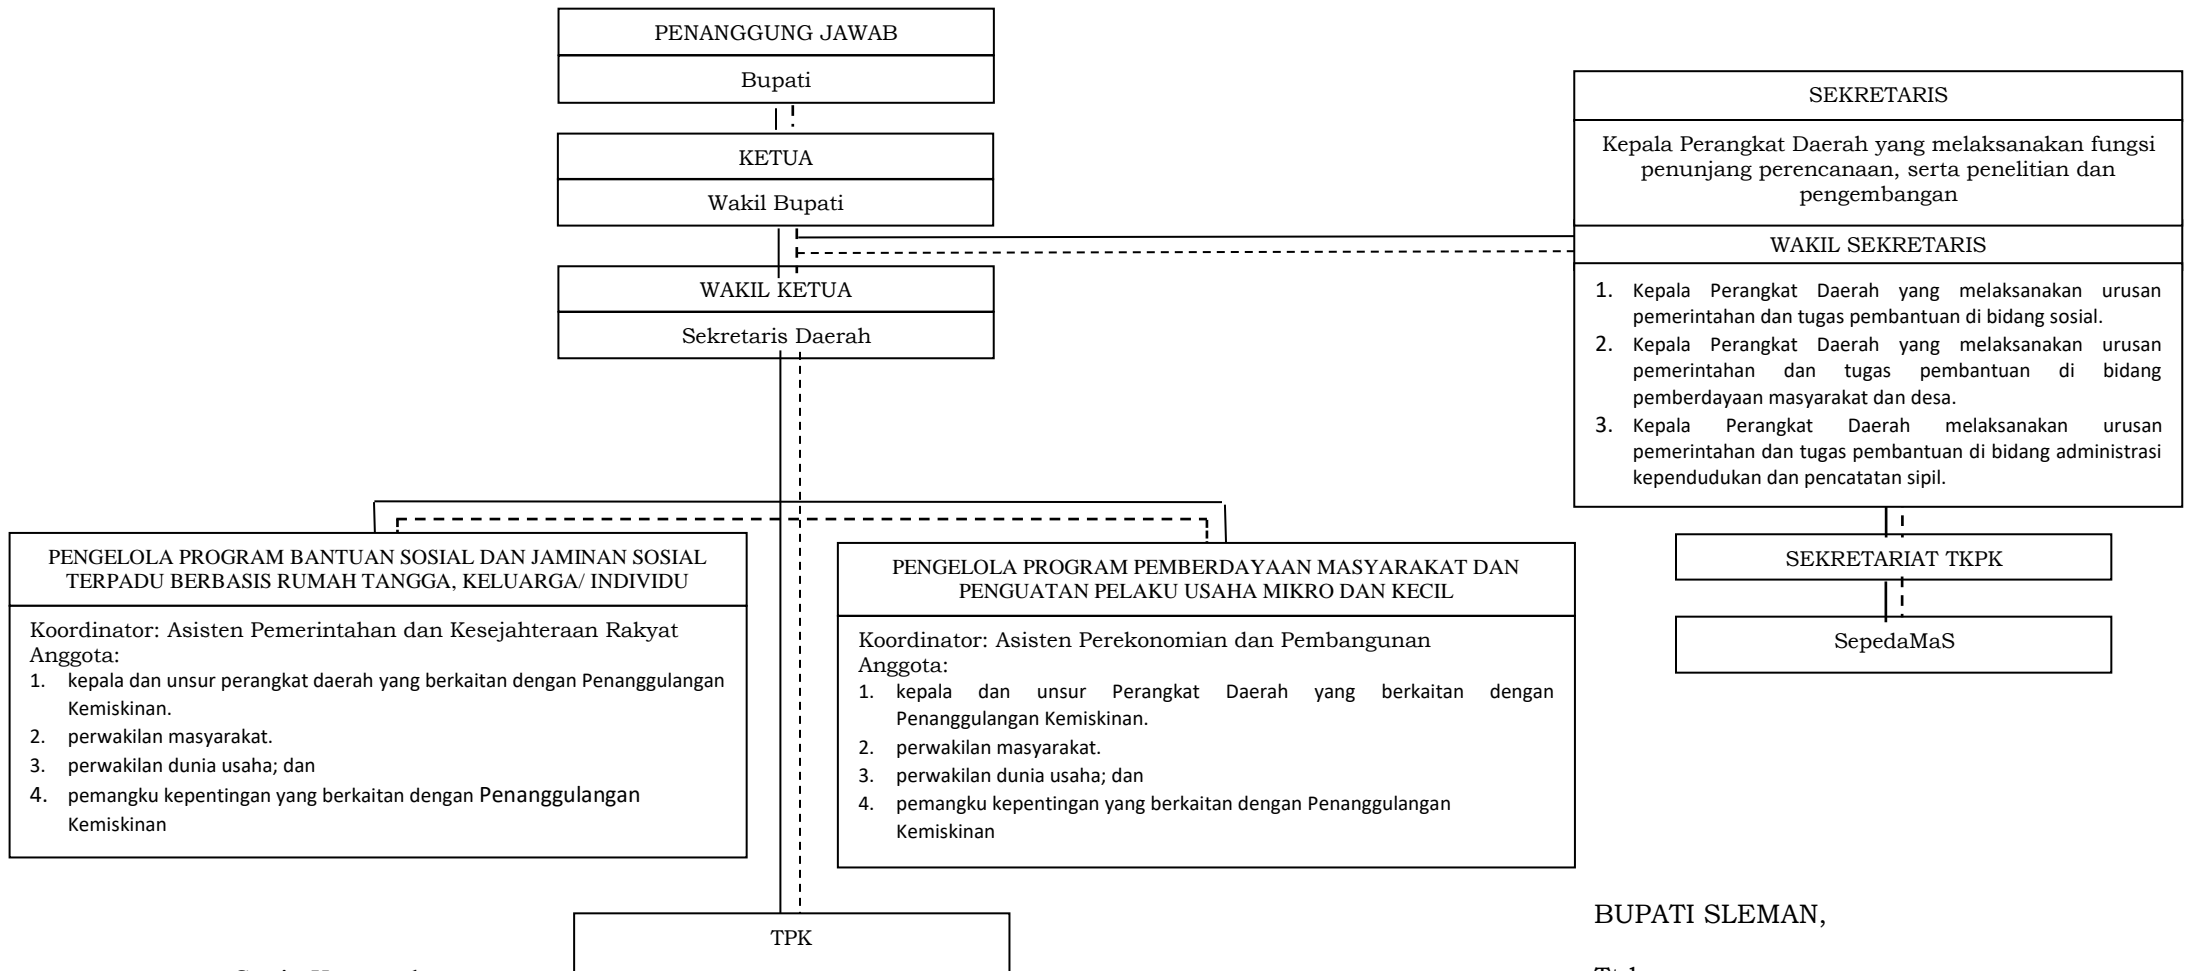 PENANGGUNG JAWAB
Bupati
KETUA
Wakil Bupati
WAKIL KETUA
Sekretaris Daerah
SEKRETARIS
Kepala Perangkat Daerah yang melaksanakan fungsi
penunjang perencanaan, serta penelitian dan
pengembangan
WAKIL SEKRETARIS
1. Kepala Perangkat Daerah yang melaksanakan urusan
pemerintahan dan tugas pembantuan di bidang sosial.
2. Kepala Perangkat Daerah yang melaksanakan urusan
pemerintahan dan tugas pembantuan di bidang
pemberdayaan masyarakat dan desa.
3. Kepala Perangkat Daerah melaksanakan urusan
pemerintahan dan tugas pembantuan di bidang administrasi
kependudukan dan pencatatan sipil.
SEKRETARIAT TKPK
SepedaMaS
PENGELOLA PROGRAM BANTUAN SOSIAL DAN JAMINAN SOSIAL
TERPADU BERBASIS RUMAH TANGGA, KELUARGA/ INDIVIDU
Koordinator: Asisten Pemerintahan dan Kesejahteraan Rakyat
Anggota:
1. kepala dan unsur perangkat daerah yang berkaitan dengan Penanggulangan
Kemiskinan.
2. perwakilan masyarakat.
3. perwakilan dunia usaha; dan
4. pemangku kepentingan yang berkaitan dengan Penanggulangan
Kemiskinan
PENGELOLA PROGRAM PEMBERDAYAAN MASYARAKAT DAN
PENGUATAN PELAKU USAHA MIKRO DAN KECIL
Koordinator: Asisten Perekonomian dan Pembangunan
Anggota:
1. kepala dan unsur Perangkat Daerah yang berkaitan dengan
Penanggulangan Kemiskinan.
2. perwakilan masyarakat.
3. perwakilan dunia usaha; dan
4. pemangku kepentingan yang berkaitan dengan Penanggulangan
Kemiskinan
TPK
BUPATI SLEMAN,